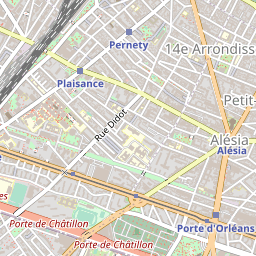 Pernety
14e Arrondiss
Plaisance
Petit-
Rue Didot
Alésia
Alésia
H
Porte d'Orléans
Porte de Châtillon
Porte de Châtillon